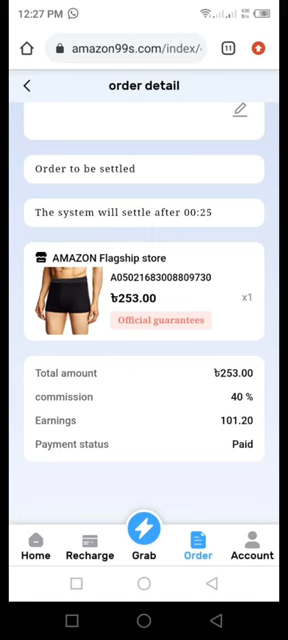 12:27 PM
amazon99s.com/index/
11
order detail
Order to be settled
The system will settle after 00:25
AMAZON Flagship store
A05021683008809730
৳253.00
x1
Official guarantees
Total amount
৳253.00
commission
40 %
Earnings
101.20
Payment status
Paid
Home
Recharge
Grab
Order
Account